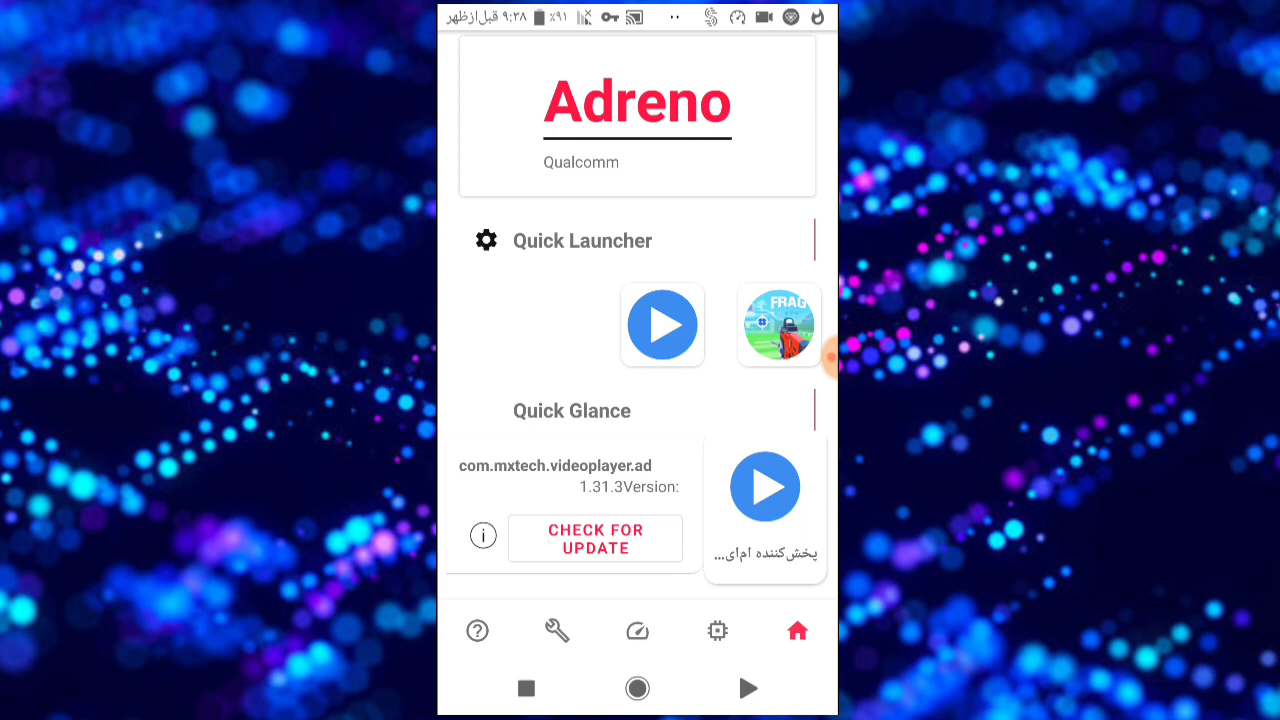 ۹:۳۸ قبل‌ازظهر ٪۹۱
Adreno
Qualcomm
Quick Launcher
FRAG
Quick Glance
com.mxtech.videoplayer.ad
1.31.3Version:
CHECK FOR
UPDATE
پخش‌کننده ام‌ای...